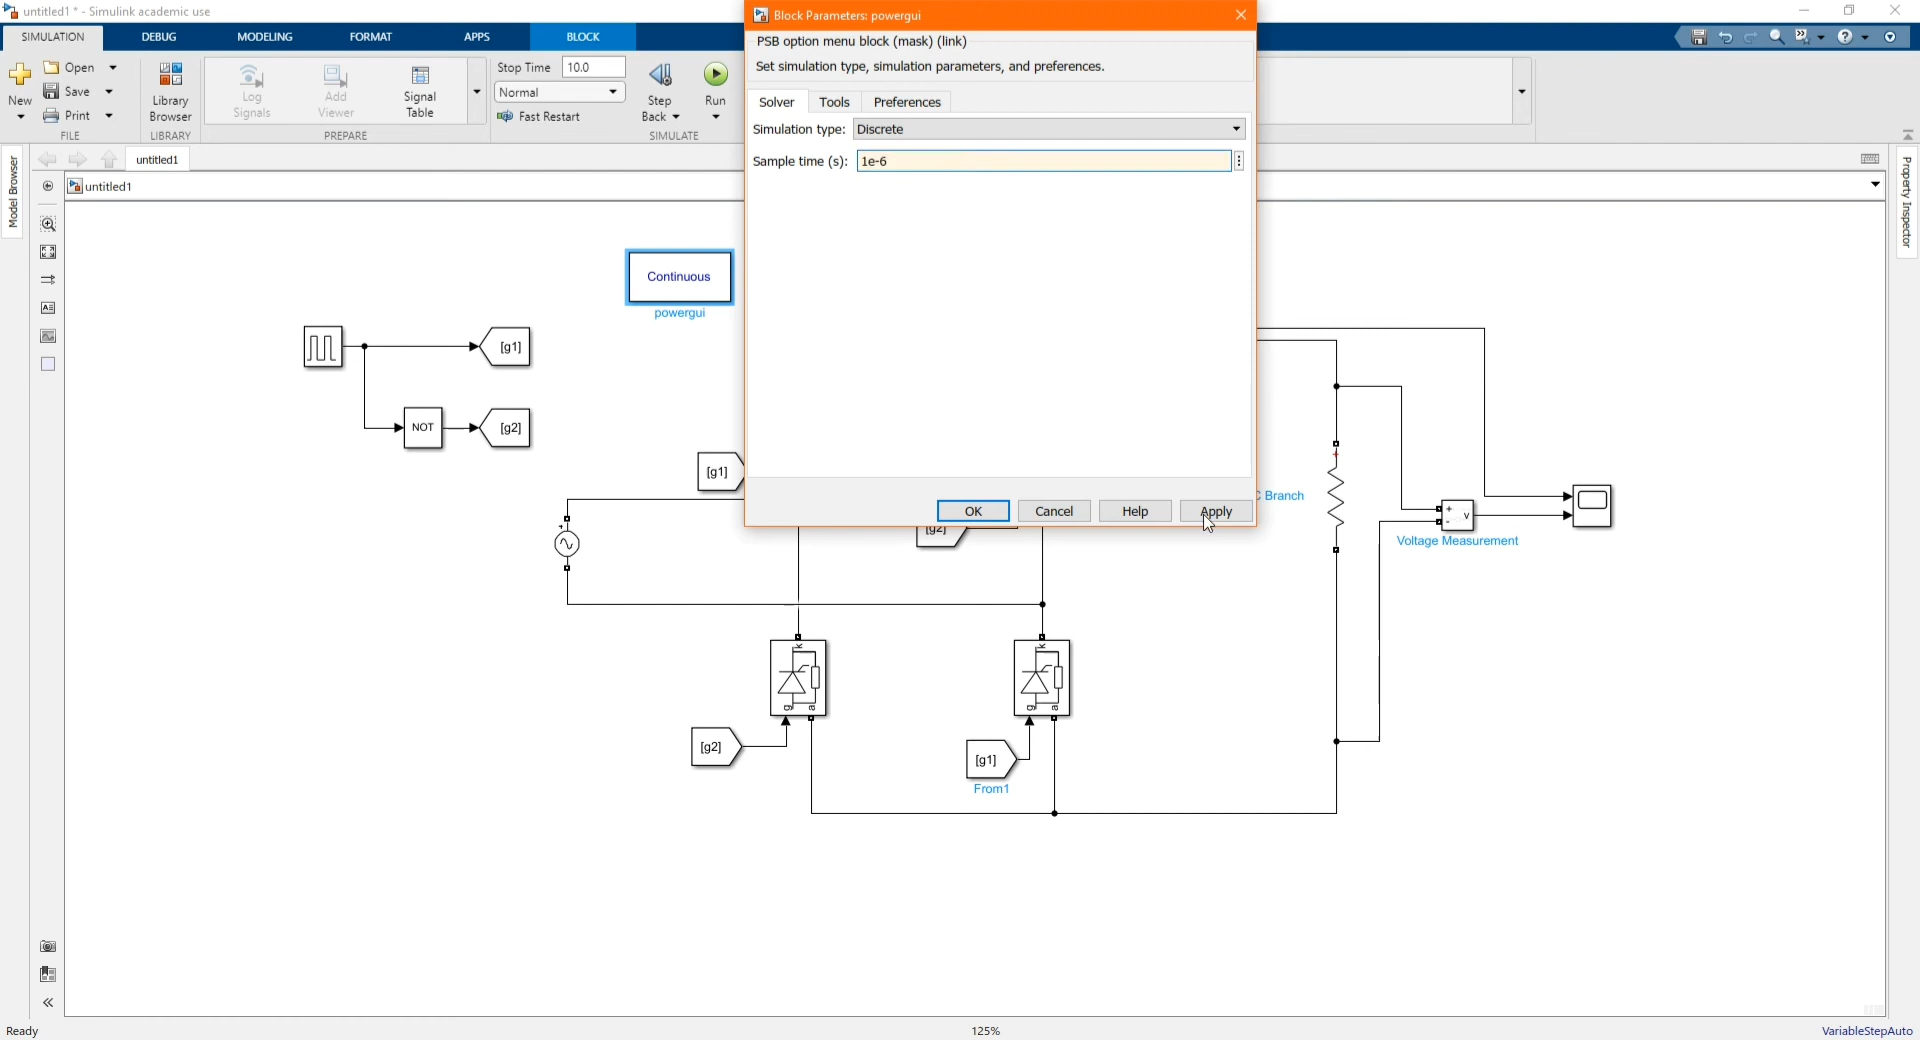 untitled1 * - Simulink academic use
SIMULATION
DEBUG
MODELING
FORMAT
APPS
BLOCK
New
Open
Save
Print
FILE
Library
Browser
LIBRARY
Log
Signals
Add
Viewer
Signal
Table
PREPARE
Stop Time 10.0
Normal
Fast Restart
Step
Back
Run
SIMULATE
Block Parameters: powergui
PSB option menu block (mask) (link)
Set simulation type, simulation parameters, and preferences.
Solver
Tools
Preferences
Simulation type: Discrete
Sample time (s): 1e-6
OK
Cancel
Help
Apply
Model Browser
untitled1
untitled1
Property Inspector
Continuous
powergui
[g1]
NOT
[g2]
[g1]
[g2]
C Branch
+
- v
Voltage Measurement
+
k
g a
k
g a
[g2]
[g1]
From1
Ready
125%
VariableStepAuto